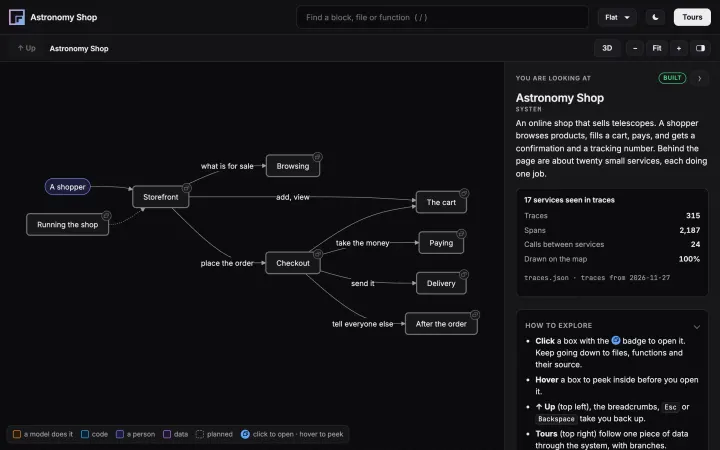 Astronomy Shop
Find a block, file or function ( / )
Flat
Tours
↑ Up
Astronomy Shop
3D
−
Fit
+
YOU ARE LOOKING AT
BUILT
Astronomy Shop
SYSTEM
An online shop that sells telescopes. A shopper
browses products, fills a cart, pays, and gets a
confirmation and a tracking number. Behind the
page are about twenty small services, each doing
one job.
17 services seen in traces
Traces 315
Spans 2,187
Calls between services 24
Drawn on the map 100%
traces.json · traces from 2026-11-27
HOW TO EXPLORE
• Click a box with the badge to open it.
Keep going down to files, functions and
their source.
• Hover a box to peek inside before you open
it.
• ↑ Up (top left), the breadcrumbs, Esc or
Backspace take you back up.
• Tours (top right) follow one piece of data
through the system, with branches.
what is for sale
Browsing
A shopper
Storefront
add, view
The cart
Running the shop
take the money
Paying
place the order
Checkout
send it
Delivery
tell everyone else
After the order
a model does it
code
a person
data
planned
click to open · hover to peek